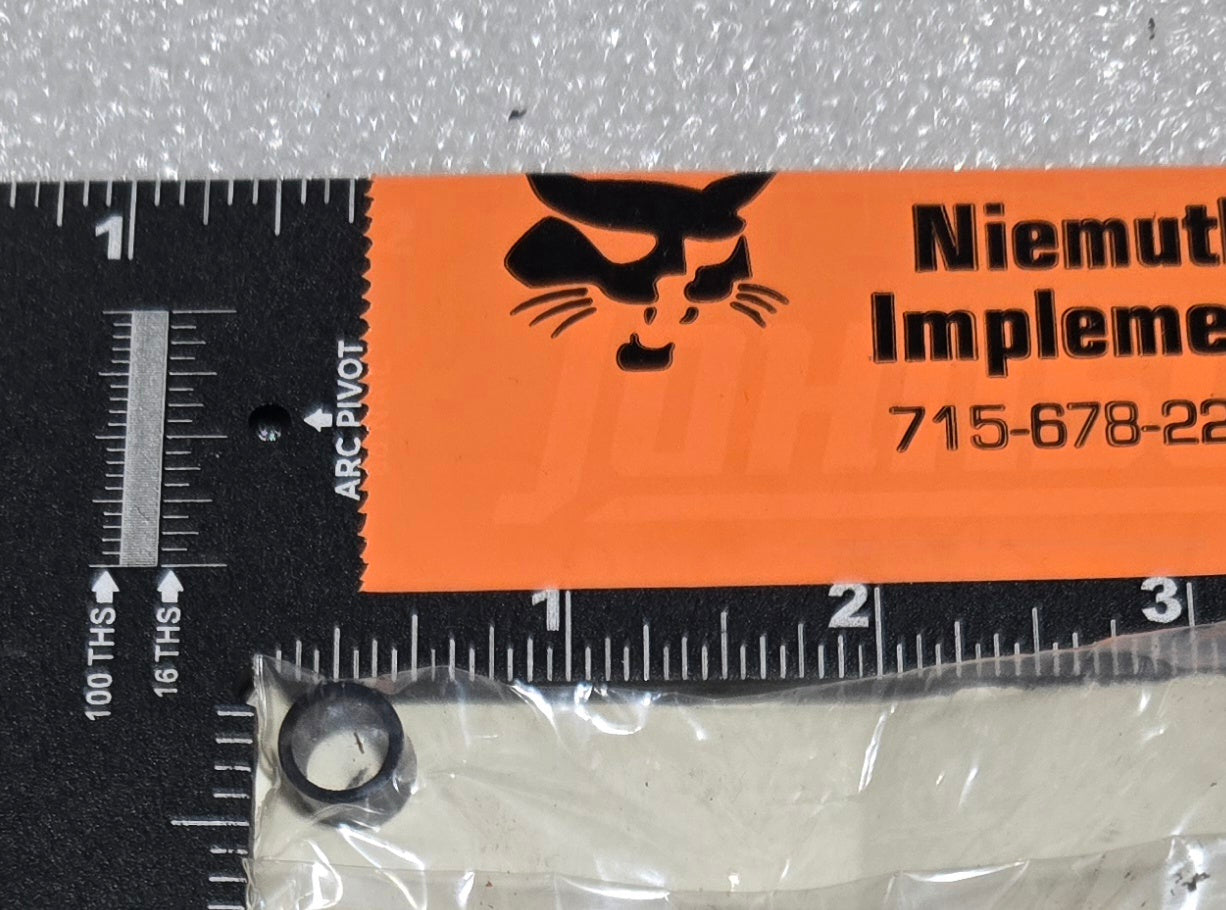 1
Niemuth
Impleme
715-678-22
ARC PIVOT
100 THS
16 THS
1 2 3